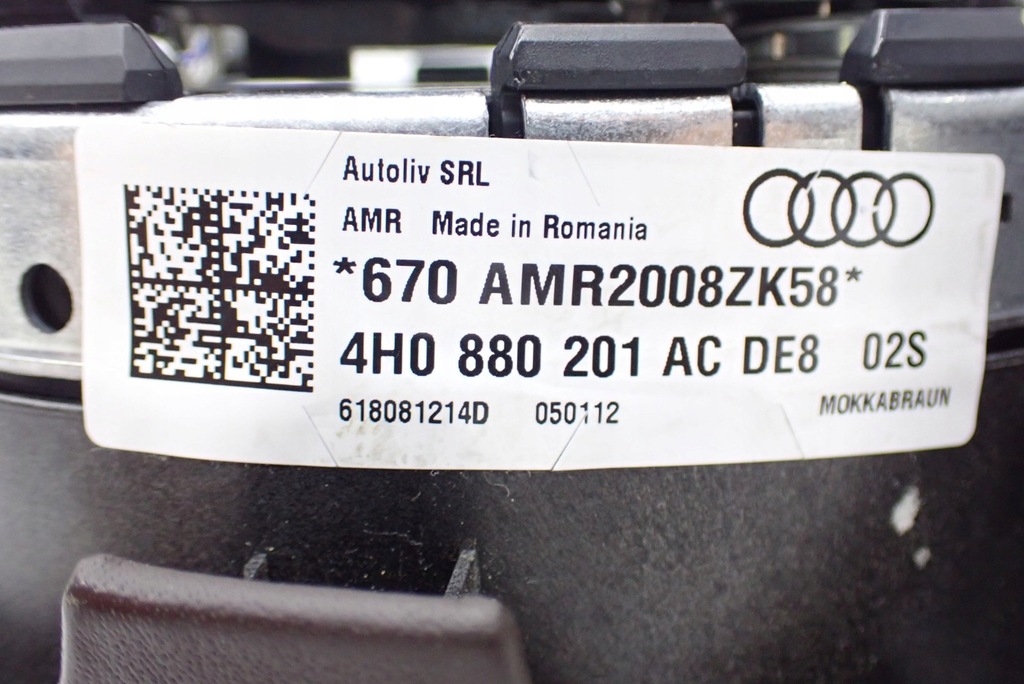 Autoliv SRL
AMR Made in Romania
*670 AMR2008ZK58*
4H0 880 201 AC DE8 02S
618081214D 050112
MOKKABRAUN